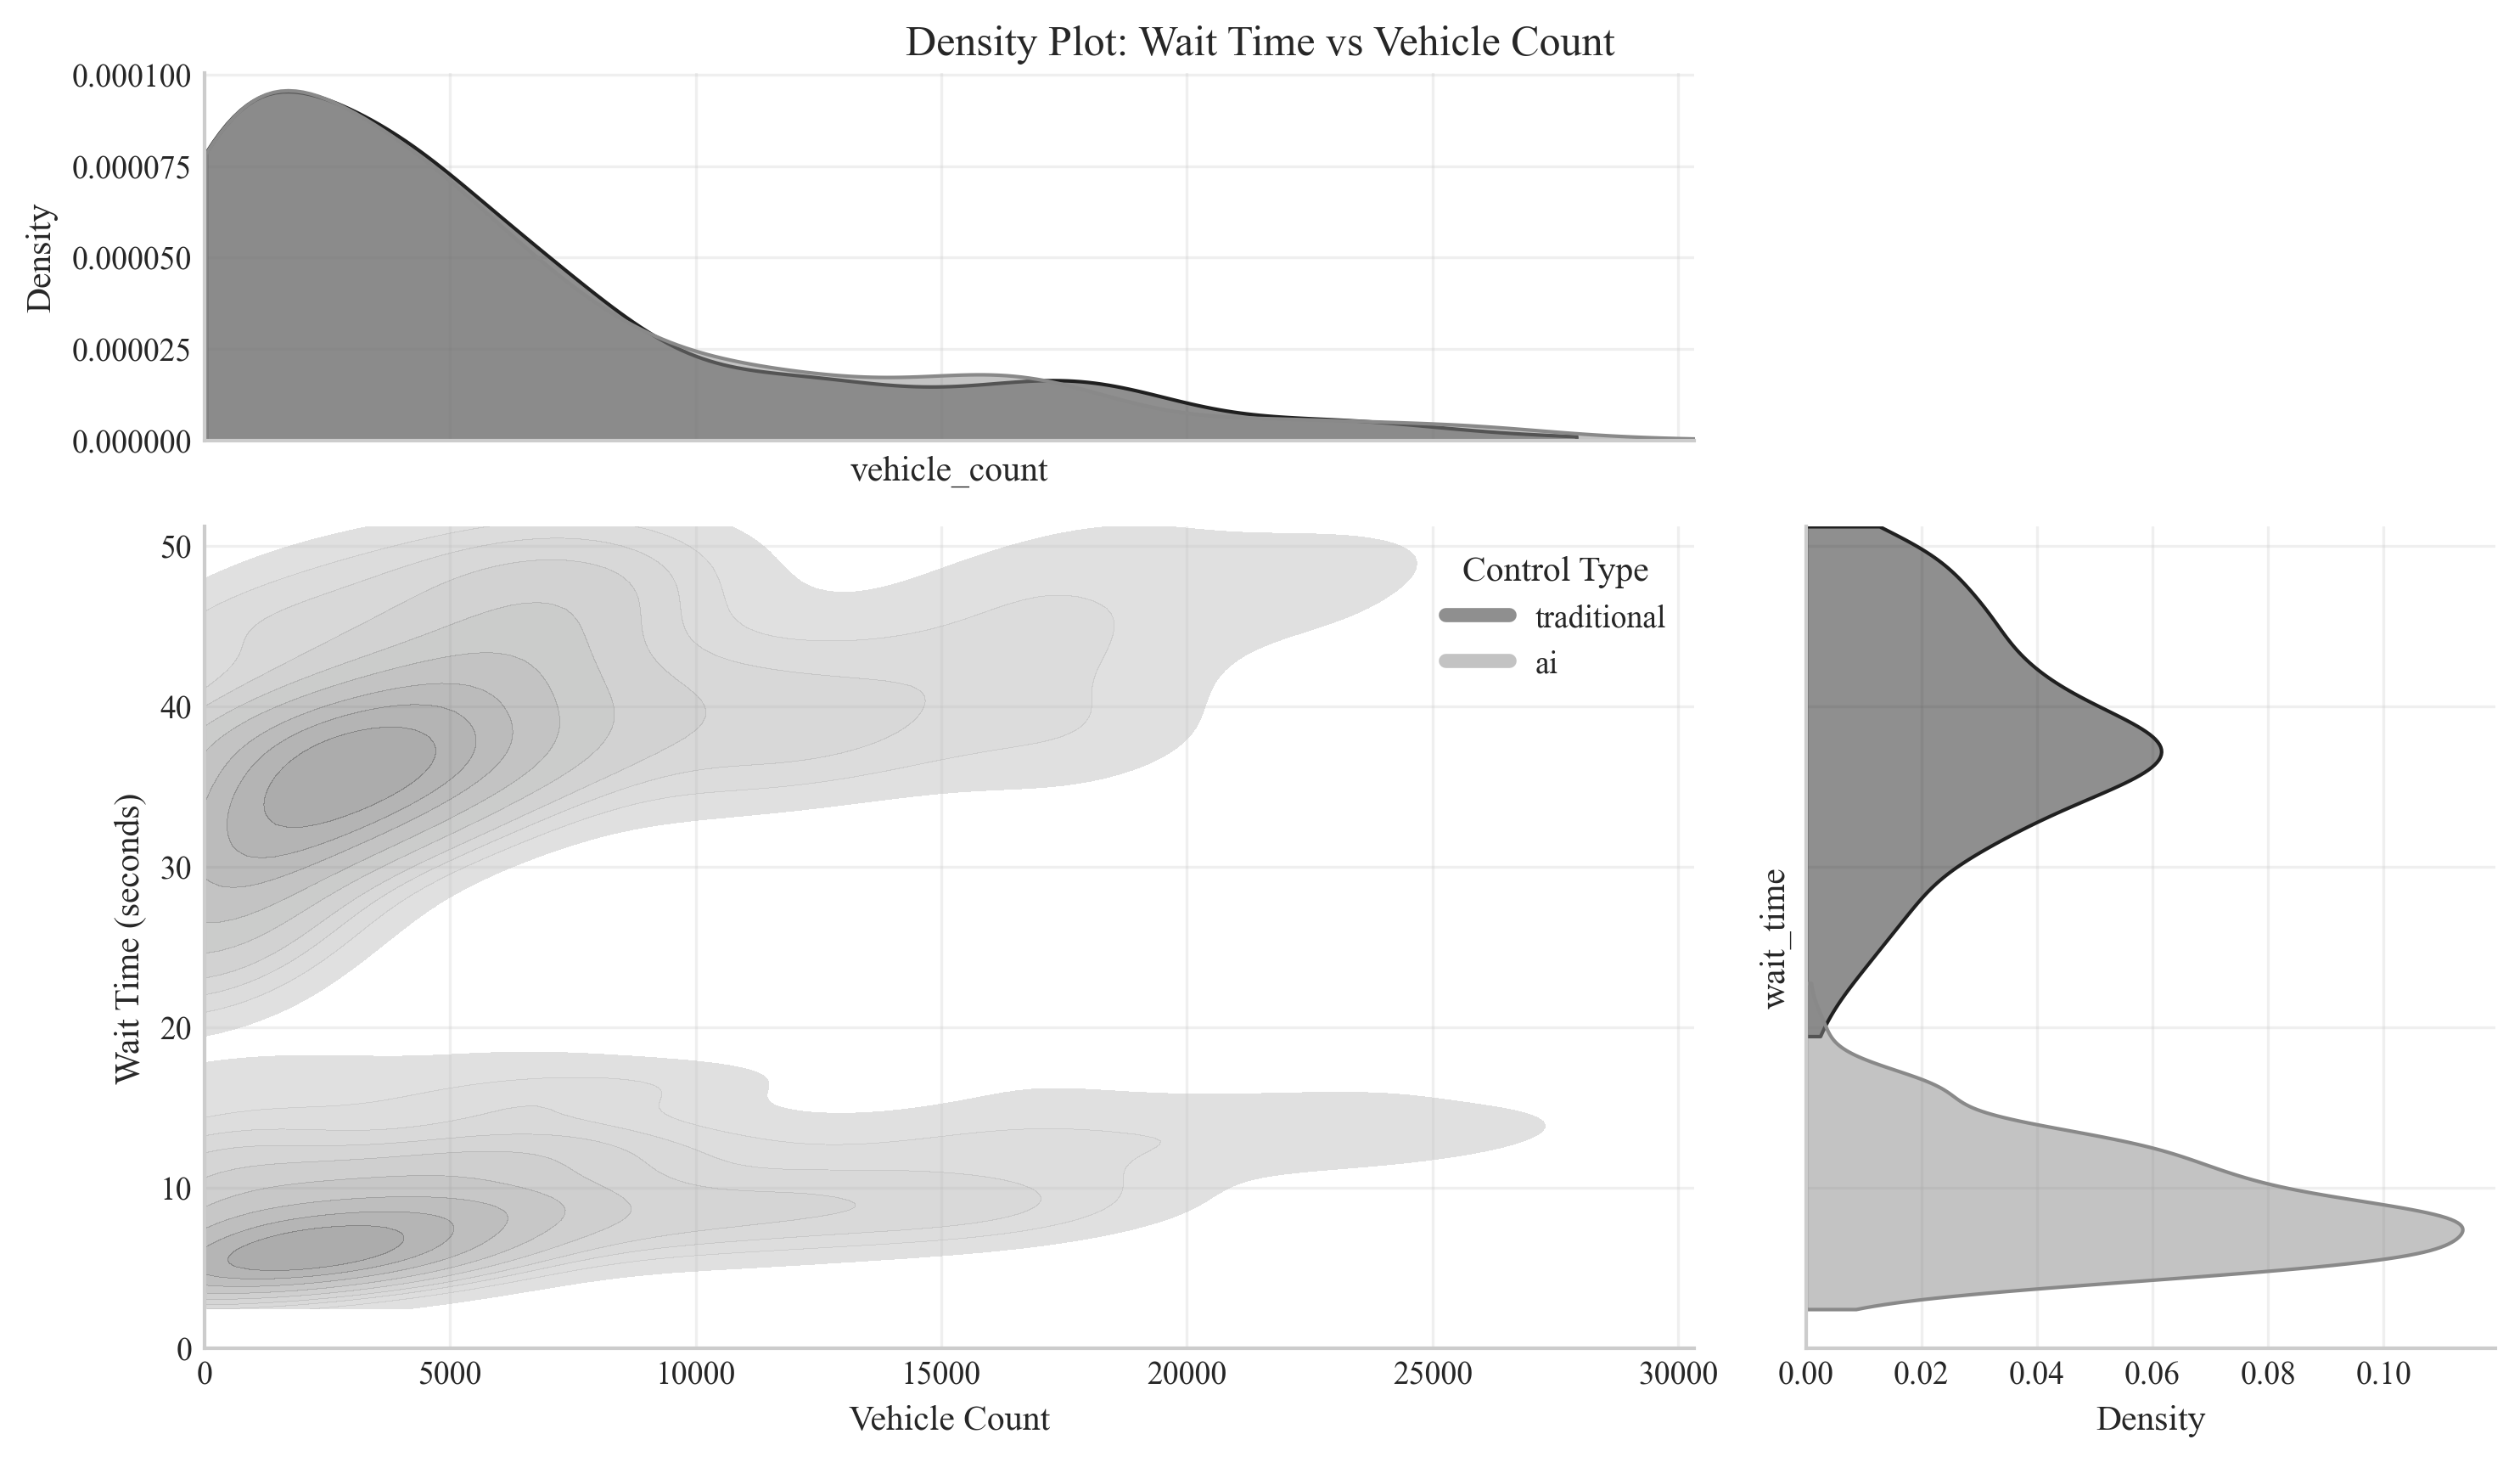 Density Plot: Wait Time vs Vehicle Count
0.000100
0.000075
0.000050
0.000025
0.000000
Density
vehicle_count
50
40
30
20
10
0
Wait Time (seconds)
Control Type
traditional
ai
0 5000 10000 15000 20000 25000 30000
Vehicle Count
wait_time
0.00 0.02 0.04 0.06 0.08 0.10
Density